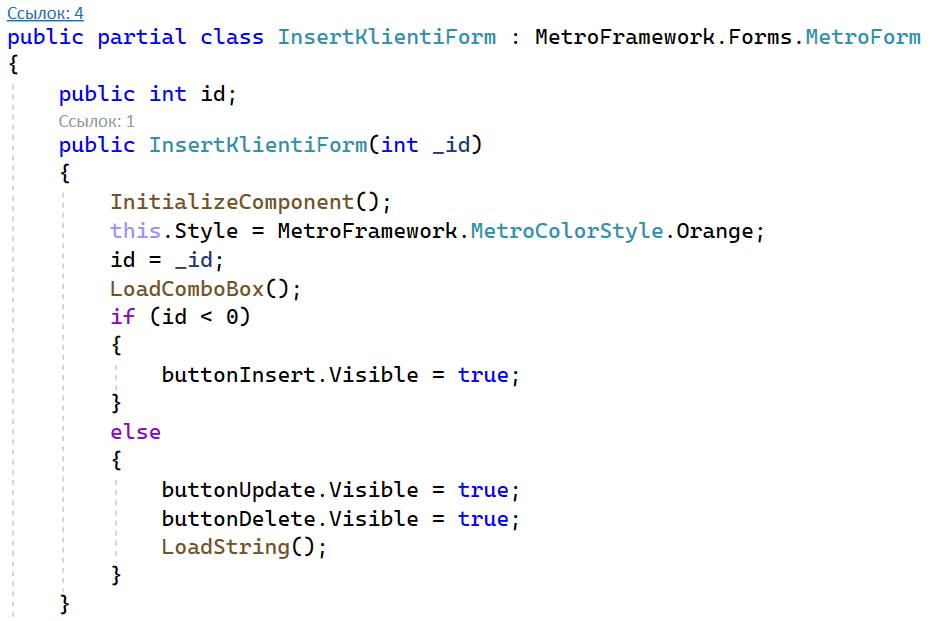 Ссылок: 4
public partial class InsertKlientiForm : MetroFramework.Forms.MetroForm
{
    public int id;
    Ссылок: 1
    public InsertKlientiForm(int _id)
    {
        InitializeComponent();
        this.Style = MetroFramework.MetroColorStyle.Orange;
        id = _id;
        LoadComboBox();
        if (id < 0)
        {
            buttonInsert.Visible = true;
        }
        else
        {
            buttonUpdate.Visible = true;
            buttonDelete.Visible = true;
            LoadString();
        }
    }